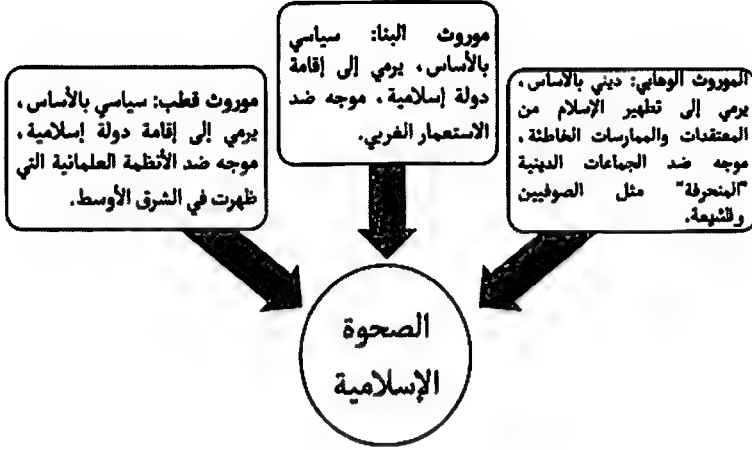 الموروث الوهابي: ديني بالأساس،
يرمي إلى تطهير الإسلام من
المعتقدات والممارسات الخاطئة،
موجه ضد الجماعات الدينية
"المنحرفة" مثل الصوفيين
والشيعة.
موروث البنا: سياسي
بالأساس، يرمي إلى إقامة
دولة إسلامية، موجه ضد
الاستعمار الغربي.
موروث قطب: سياسي بالأساس،
يرمي إلى إقامة دولة إسلامية،
موجه ضد الأنظمة العلمانية التي
ظهرت في الشرق الأوسط.
الصحوة
الإسلامية